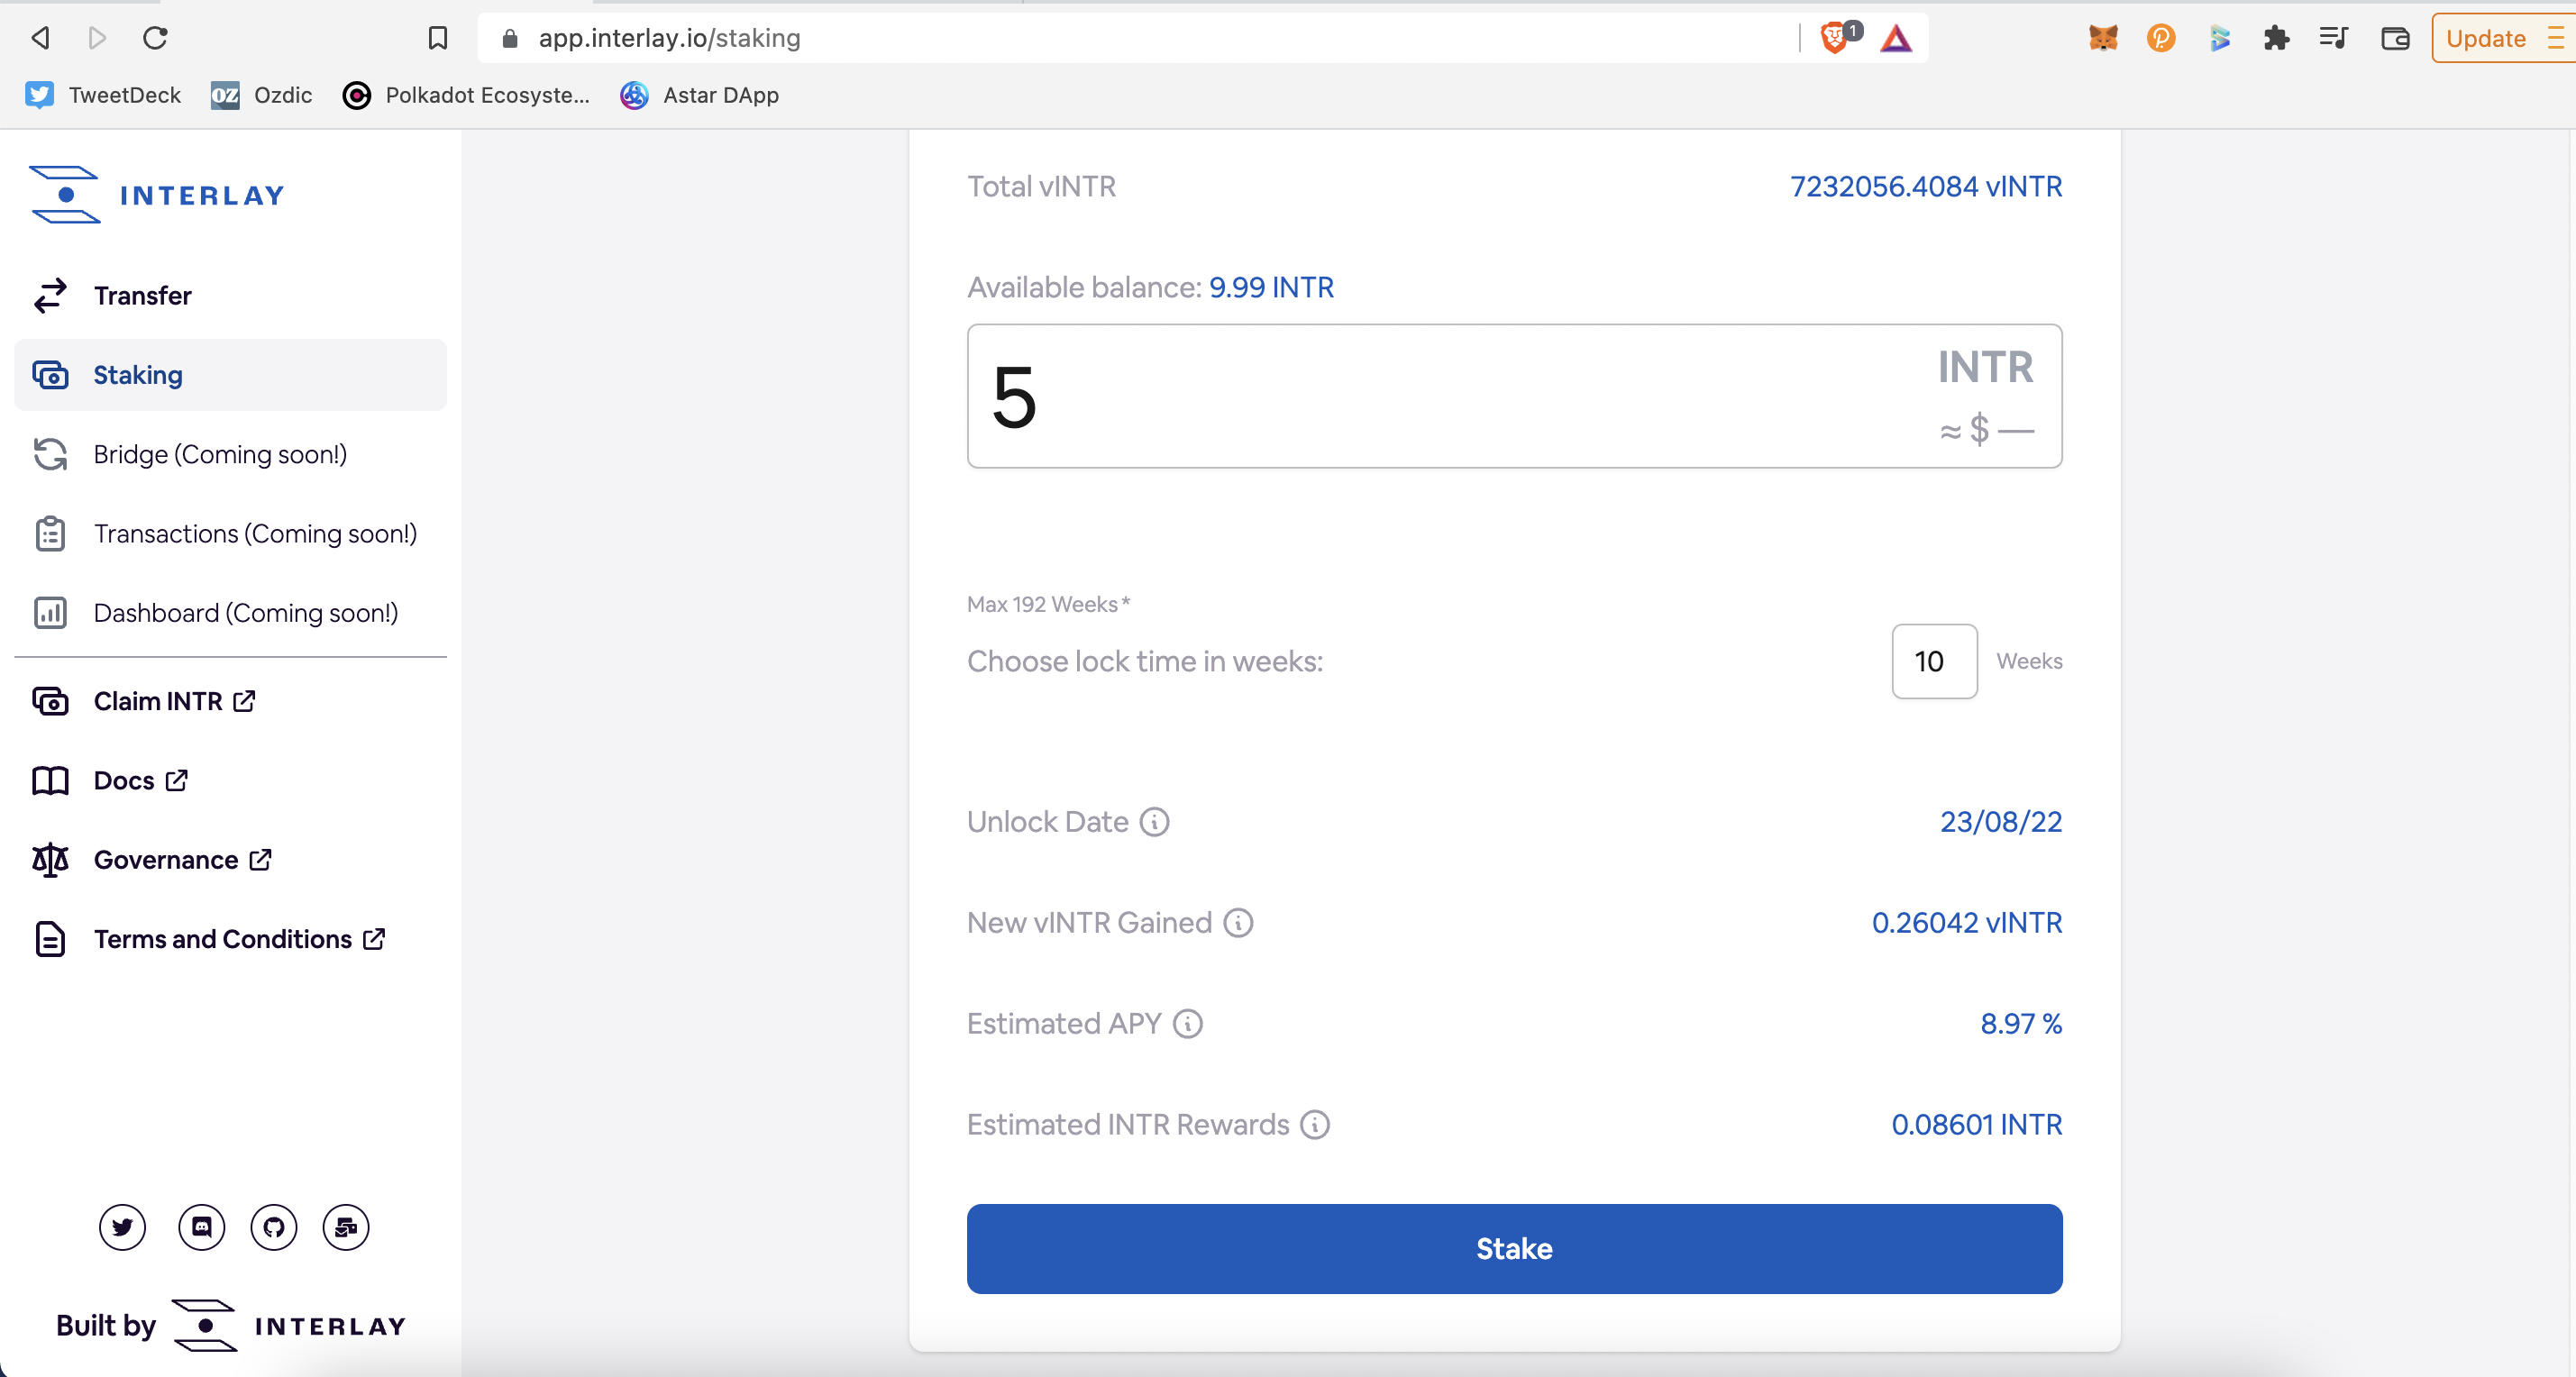 app.interlay.io/staking
1
Update
TweetDeck
OZ
Ozdic
Polkadot Ecosyste...
Astar DApp
INTERLAY
Transfer
Staking
Bridge (Coming soon!)
Transactions (Coming soon!)
Dashboard (Coming soon!)
Claim INTR
Docs
Governance
Terms and Conditions
Built by INTERLAY
Total vINTR 7232056.4084 vINTR
Available balance: 9.99 INTR
5 INTR
≈ $ —
Max 192 Weeks*
Choose lock time in weeks: 10 Weeks
Unlock Date 23/08/22
New vINTR Gained 0.26042 vINTR
Estimated APY 8.97 %
Estimated INTR Rewards 0.08601 INTR
Stake